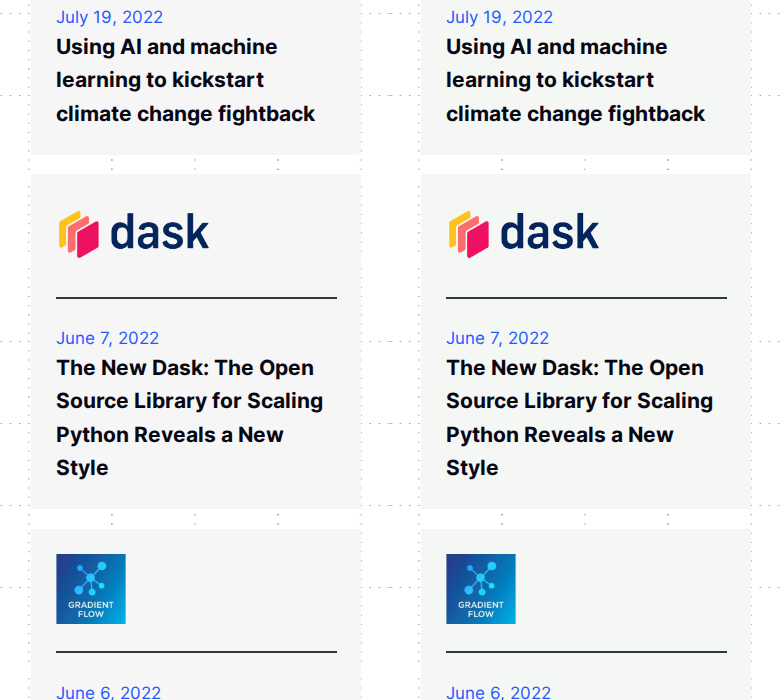 July 19, 2022
Using AI and machine
learning to kickstart
climate change fightback
dask
June 7, 2022
The New Dask: The Open
Source Library for Scaling
Python Reveals a New
Style
GRADIENT
FLOW
June 6, 2022
July 19, 2022
Using AI and machine
learning to kickstart
climate change fightback
dask
June 7, 2022
The New Dask: The Open
Source Library for Scaling
Python Reveals a New
Style
GRADIENT
FLOW
June 6, 2022